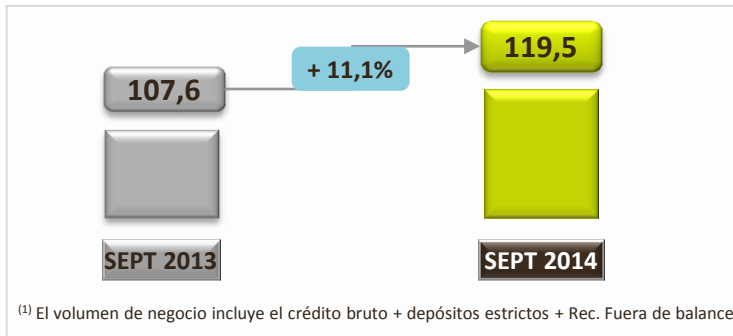 119,5
+ 11,1%
107,6
SEPT 2013
SEPT 2014
(1) El volumen de negocio incluye el crédito bruto + depósitos estrictos + Rec. Fuera de balance